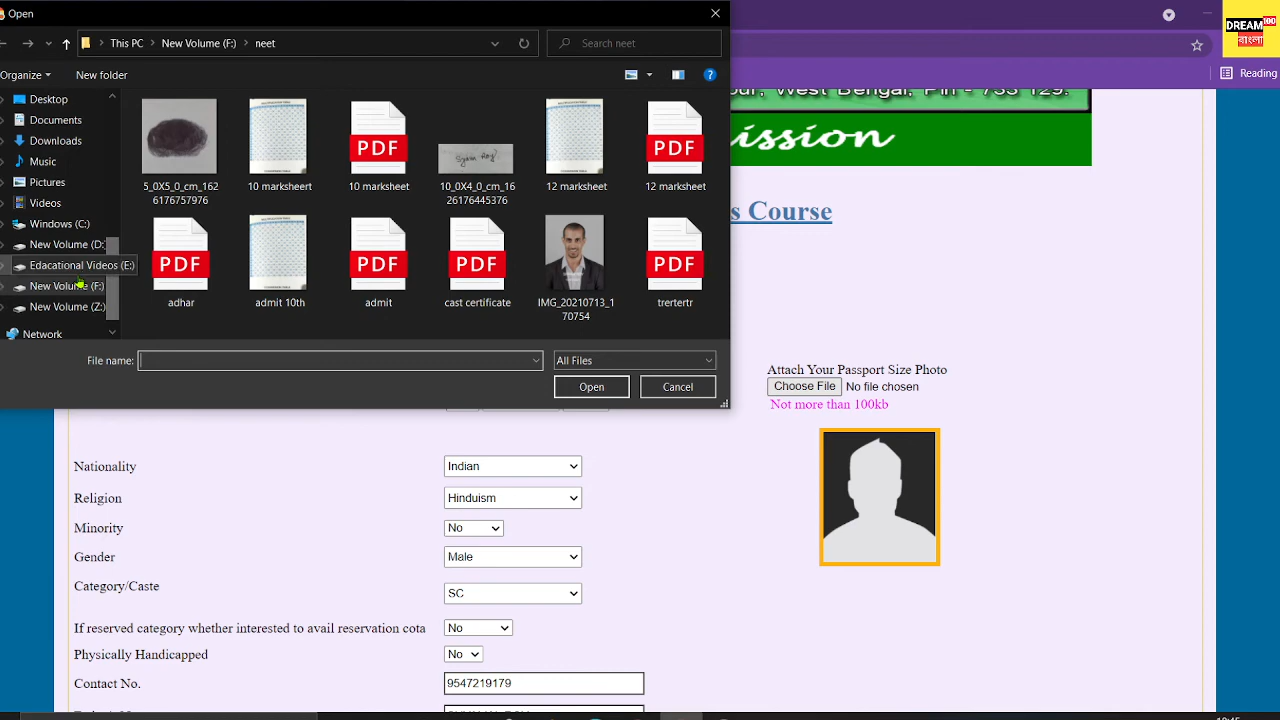 Open
This PC
New Volume (F:)
neet
Search neet
Organize
New folder
?
Desktop
Documents
Downloads
Music
Pictures
Videos
Windows (C:)
New Volume (D:
Edacational Videos (E:)
New Volume (F:)
New Volume (Z:)
Network
5_0X5_0_cm_162
6176757976
10 marksheert
PDF
10 marksheet
Syam Roy
10_0X4_0_cm_16
26176445376
12 marksheet
PDF
12 marksheet
PDF
adhar
admit 10th
PDF
admit
PDF
cast certificate
IMG_20210713_1
70754
PDF
trertertr
File name:
All Files
Open
Cancel
DREAM100
বাংলা
Reading
West Bengal, Pin - 733 129.
ission
s Course
Attach Your Passport Size Photo
Choose File No file chosen
Not more than 100kb
Nationality Indian
Religion Hinduism
Minority No
Gender Male
Category/Caste SC
If reserved category whether interested to avail reservation cota No
Physically Handicapped No
Contact No. 9547219179